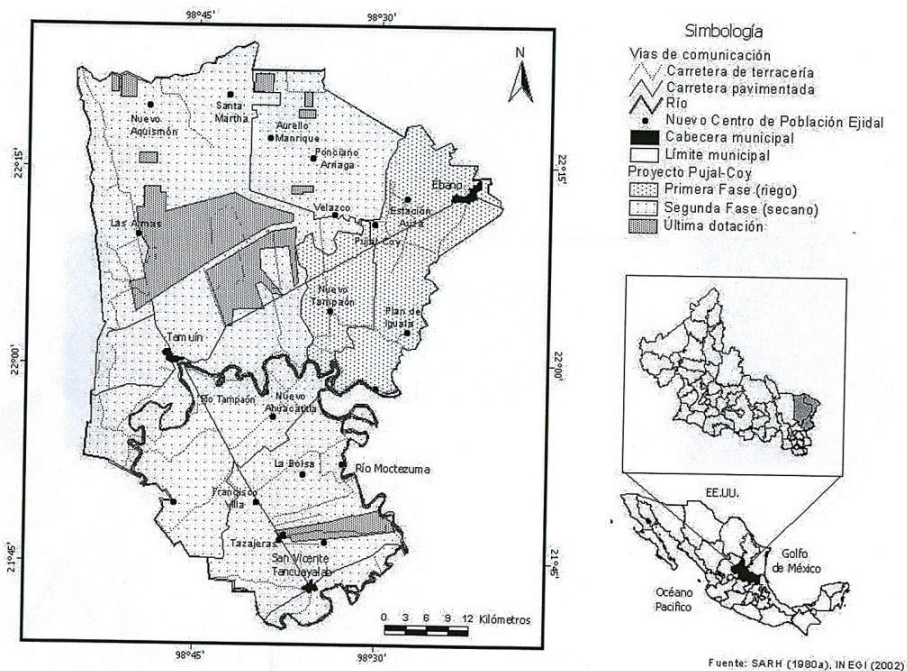 98°45'
98°30'
N
Nuevo
Aquismón
Santa
Martha
Aurelio
Manrique
Ponciano
Arriaga
22°15'
22°15'
Ébano
Estación
Auza
Velazco
Pujal-Coy
Las Almas
Nuevo
Tampaón
Plan de
Iguala
Tamuín
22°00'
22°00'
Río Tampaón
Nuevo
Ahuacatitla
La Bolsa
Río Moctezuma
Francisco
Villa
Tazajeras
San Vicente
Tancuayalab
21°45'
21°45'
0 3 6 9 12 Kilómetros
98°45'
98°30'
Simbología
Vias de comunicación
Carretera de terracería
Carretera pavimentada
Río
Nuevo Centro de Población Ejidal
Cabecera municipal
Límite municipal
Proyecto Pujal-Coy
Primera Fase (riego)
Segunda Fase (secano)
Última dotación
EE.UU.
Golfo
de México
Océano
Pacifico
Fuente: SARH (1980a), INEGI (2002)